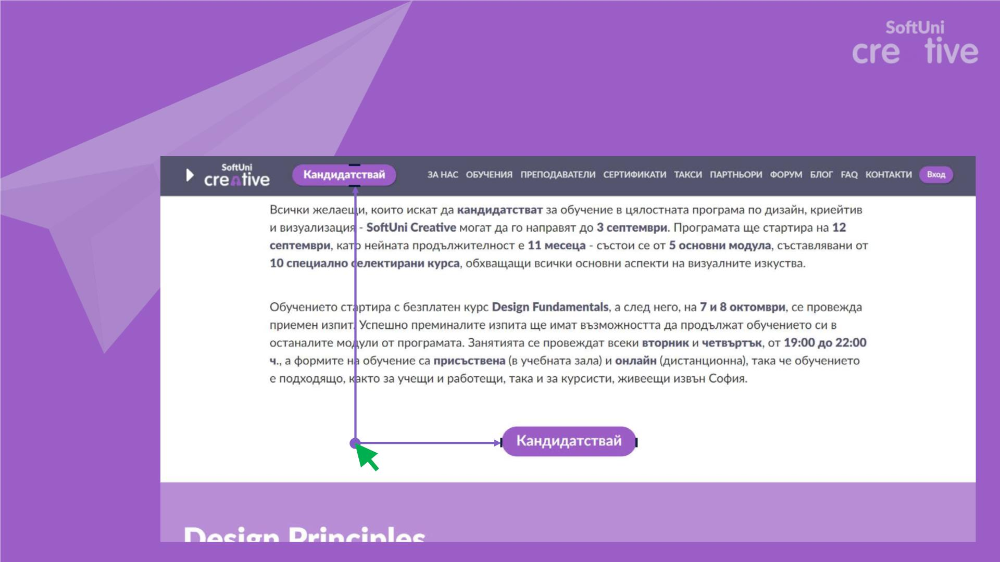 SoftUni
cre tive
SoftUni
creative
Кандидатствай
ЗА НАС ОБУЧЕНИЯ ПРЕПОДАВАТЕЛИ СЕРТИФИКАТИ ТАКСИ ПАРТНЬОРИ ФОРУМ БЛОГ FAQ КОНТАКТИ Вход
Всички желаещи, които искат да кандидатстват за обучение в цялостната програма по дизайн, криейтив
и визуализация - SoftUni Creative могат да го направят до 3 септември. Програмата ще стартира на 12
септември, като нейната продължителност е 11 месеца - състои се от 5 основни модула, съставлявани от
10 специално селектирани курса, обхващащи всички основни аспекти на визуалните изкуства.
Обучението стартира с безплатен курс Design Fundamentals, а след него, на 7 и 8 октомври, се провежда
приемен изпит. Успешно преминалите изпита ще имат възможността да продължат обучението си в
останалите модули от програмата. Занятията се провеждат всеки вторник и четвъртък, от 19:00 до 22:00
ч., а формите на обучение са присъствена (в учебната зала) и онлайн (дистанционна), така че обучението
е подходящо, както за учещи и работещи, така и за курсисти, живеещи извън София.
Кандидатствай
Design Principles